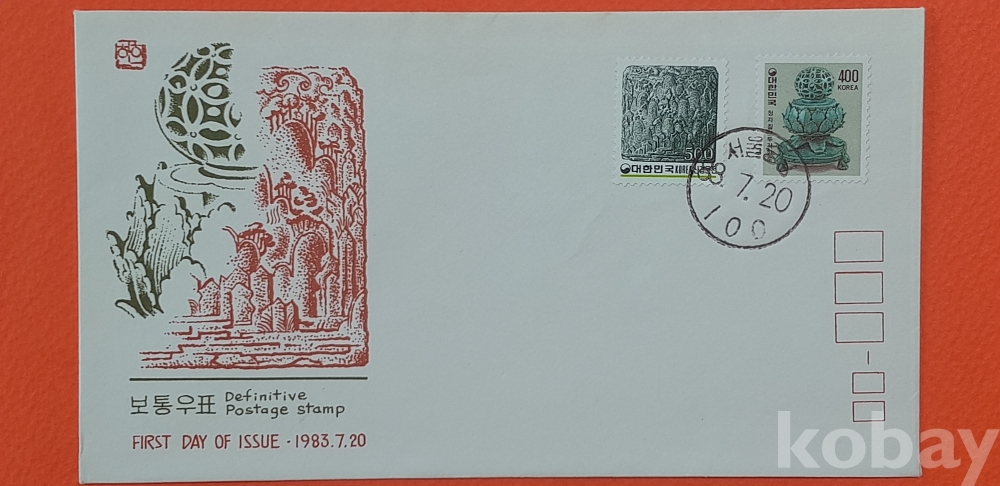 400
KOREA
대한민국
500
대한민국
서울
83. 7. 20
100
보통우표 Definitive
Postage stamp
FIRST DAY OF ISSUE · 1983.7.20
kobay